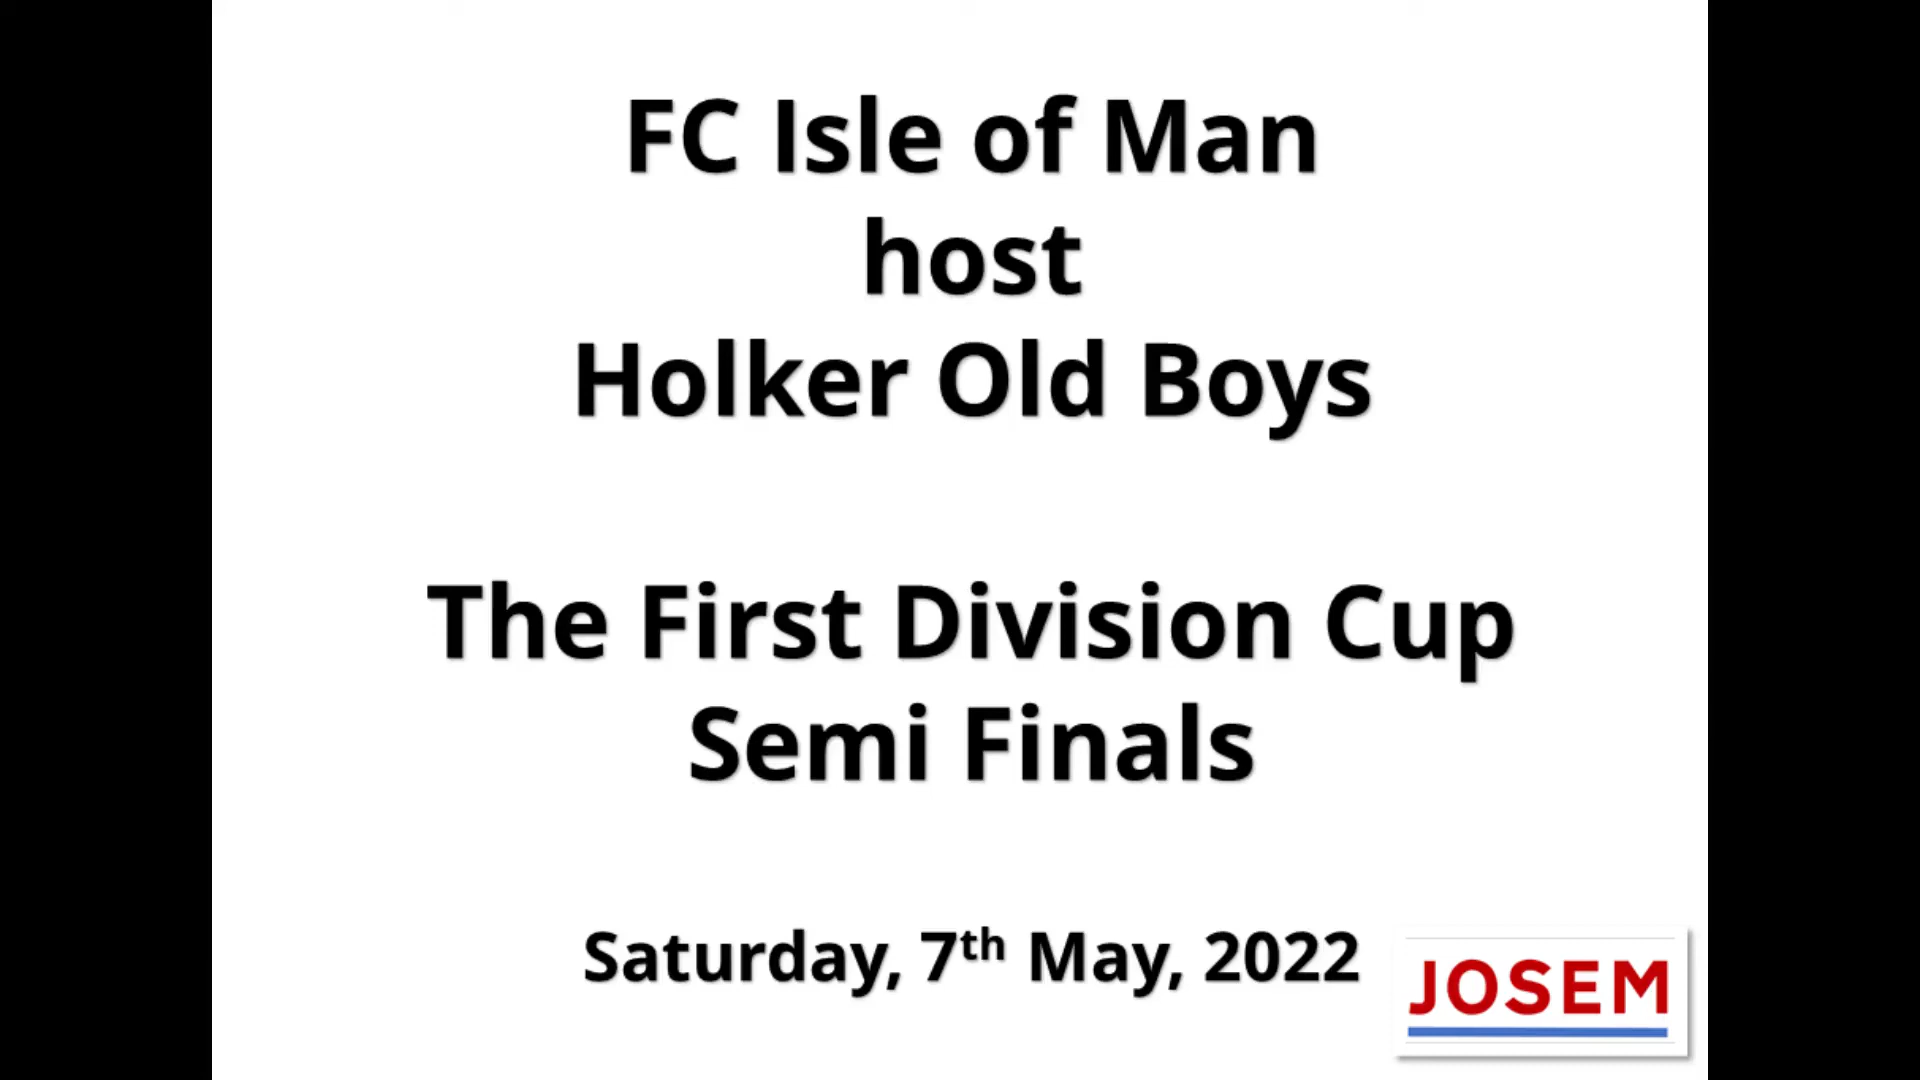 FC Isle of Man
host
Holker Old Boys
The First Division Cup
Semi Finals
Saturday, 7th May, 2022
JOSEM